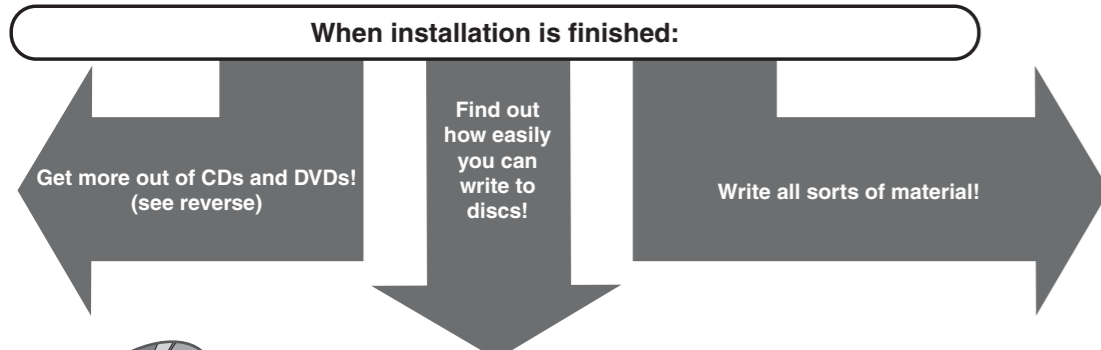 When installation is finished:
Get more out of CDs and DVDs!
(see reverse)
Find out
how easily
you can
write to
discs!
Write all sorts of material!